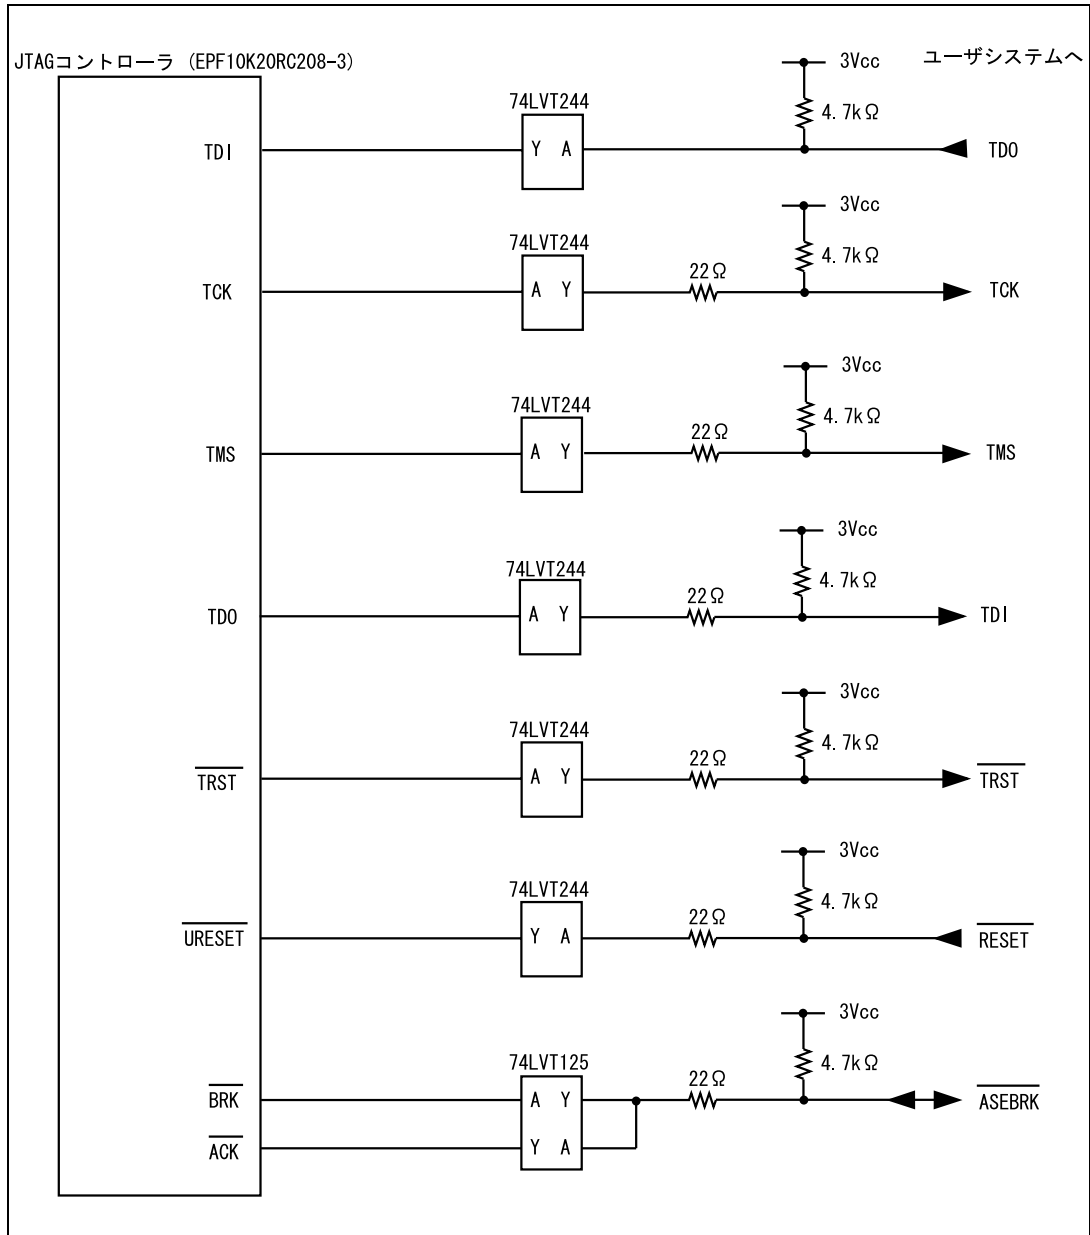 JTAGコントローラ (EPF10K20RC208-3)
ユーザシステムへ
3Vcc
4.7kΩ
74LVT244
TDI
Y A
TDO
3Vcc
4.7kΩ
74LVT244
22Ω
TCK
A Y
TCK
3Vcc
4.7kΩ
74LVT244
22Ω
TMS
A Y
TMS
3Vcc
4.7kΩ
74LVT244
22Ω
TDO
A Y
TDI
3Vcc
4.7kΩ
74LVT244
22Ω
TRST
A Y
TRST
3Vcc
4.7kΩ
74LVT244
22Ω
URESET
Y A
RESET
3Vcc
4.7kΩ
74LVT125
22Ω
BRK
A Y
ASEBRK
ACK
Y A